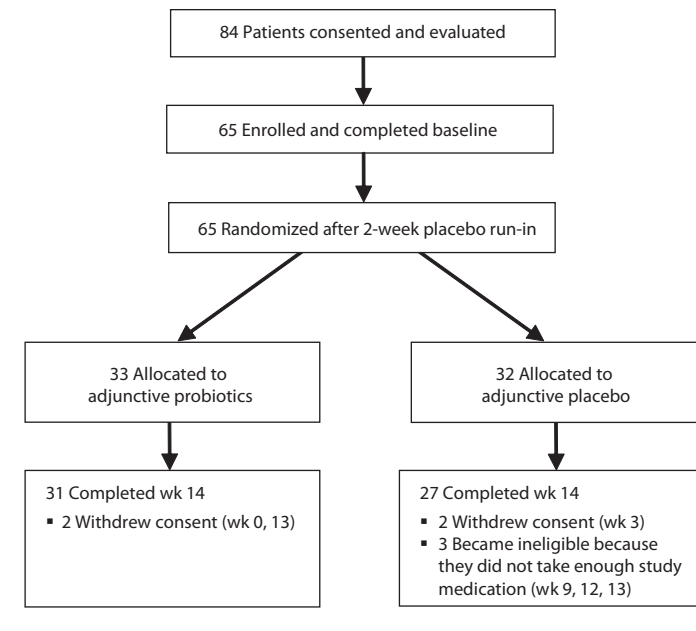 84 Patients consented and evaluated
65 Enrolled and completed baseline
65 Randomized after 2-week placebo run-in
33 Allocated to
adjunctive probiotics
32 Allocated to
adjunctive placebo
31 Completed wk 14
▪ 2 Withdrew consent (wk 0, 13)
27 Completed wk 14
▪ 2 Withdrew consent (wk 3)
▪ 3 Became ineligible because
they did not take enough study
medication (wk 9, 12, 13)